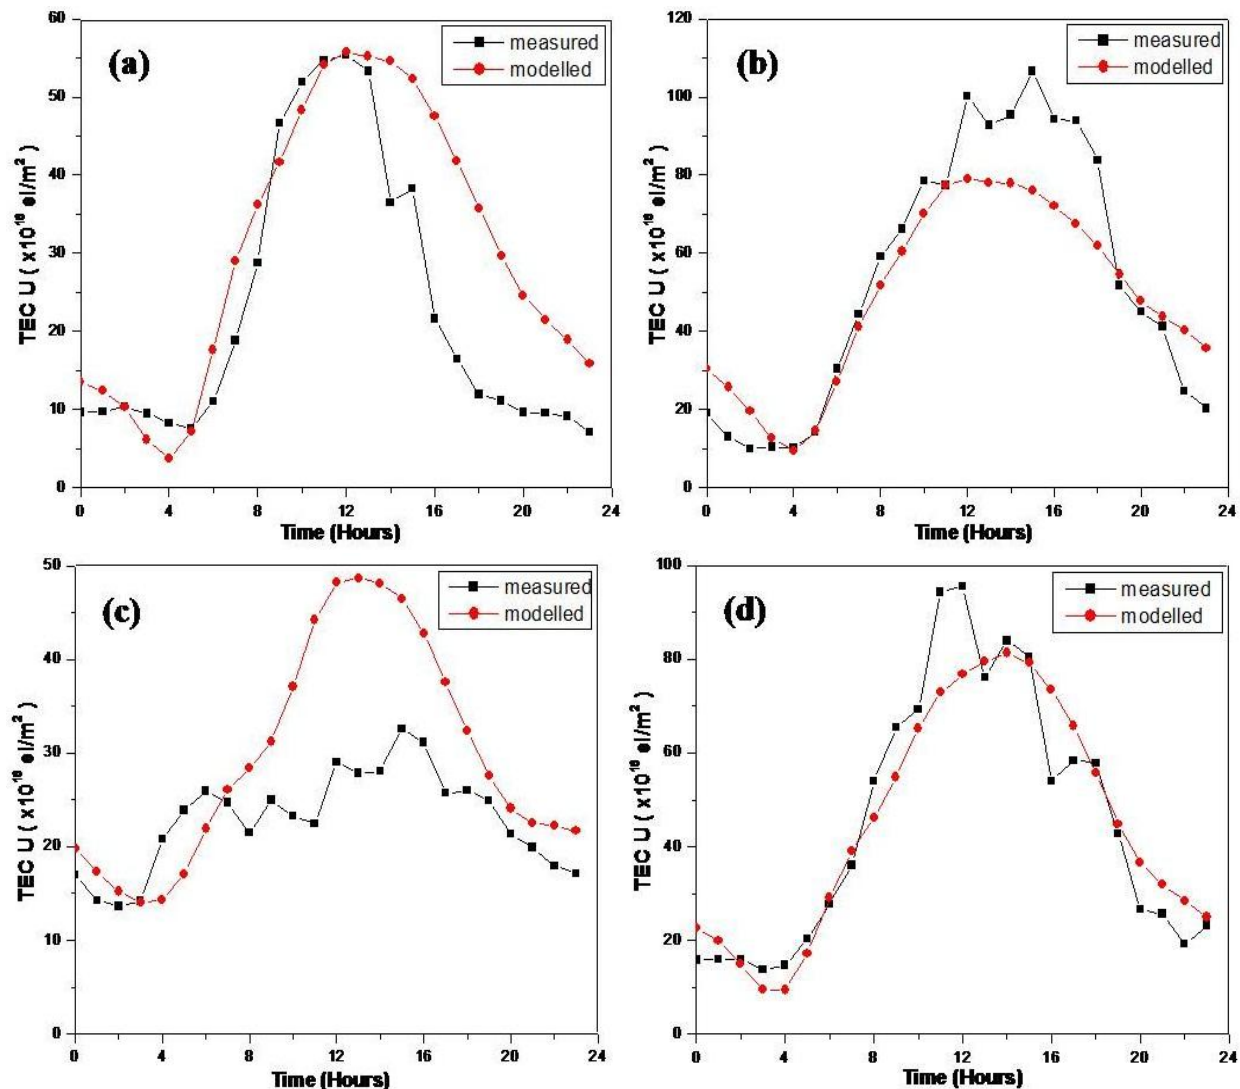 60
50
40
30
20
10
0
TEC U ( x10¹⁶ el/m²)
(a)
measured
modelled
0 4 8 12 16 20 24
Time (Hours)
120
100
80
60
40
20
0
TEC U ( x10¹⁶ el/m²)
(b)
measured
modelled
0 4 8 12 16 20 24
Time (Hours)
50
40
30
20
10
0
TEC U ( x10¹⁶ el/m²)
(c)
measured
modelled
0 4 8 12 16 20 24
Time (Hours)
100
80
60
40
20
0
TEC U ( x10¹⁶ el/m²)
(d)
measured
modelled
0 4 8 12 16 20 24
Time (Hours)